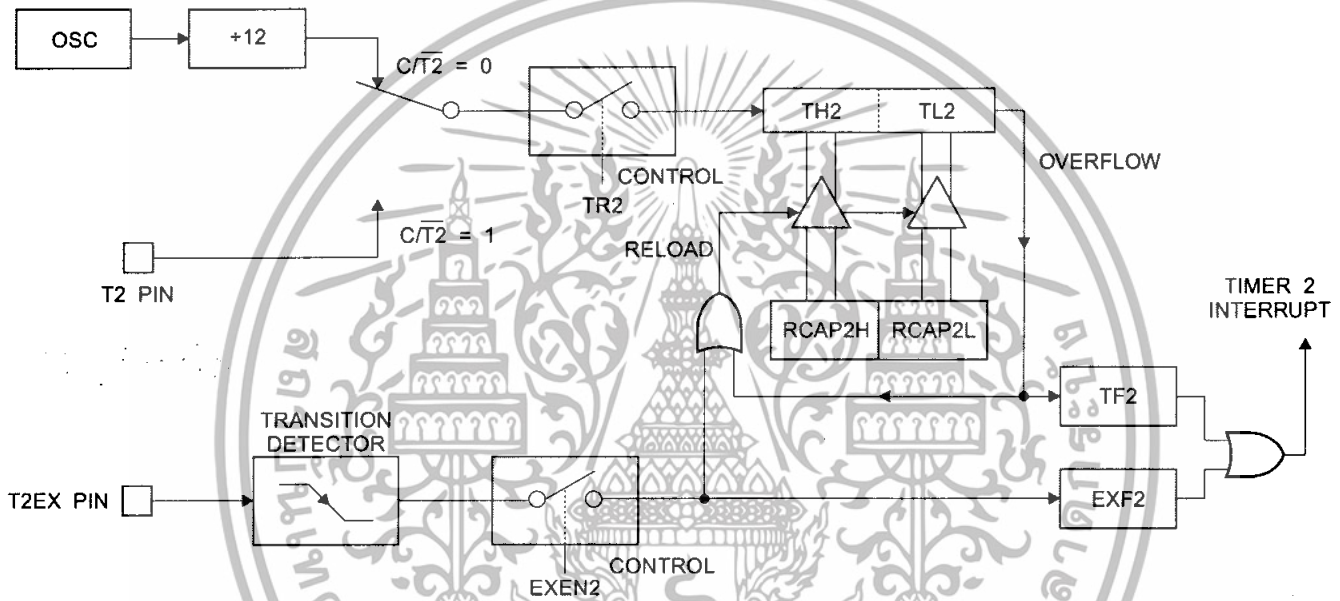 OSC
+12
C/T2 = 0
TH2
TL2
OVERFLOW
CONTROL
TR2
C/T2 = 1
T2 PIN
RELOAD
TIMER 2
INTERRUPT
RCAP2H
RCAP2L
TRANSITION
DETECTOR
TF2
T2EX PIN
EXF2
CONTROL
EXEN2